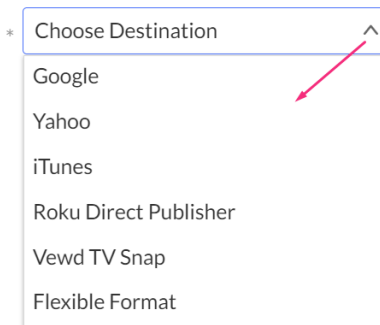 * Choose Destination
Google
Yahoo
iTunes
Roku Direct Publisher
Vewd TV Snap
Flexible Format